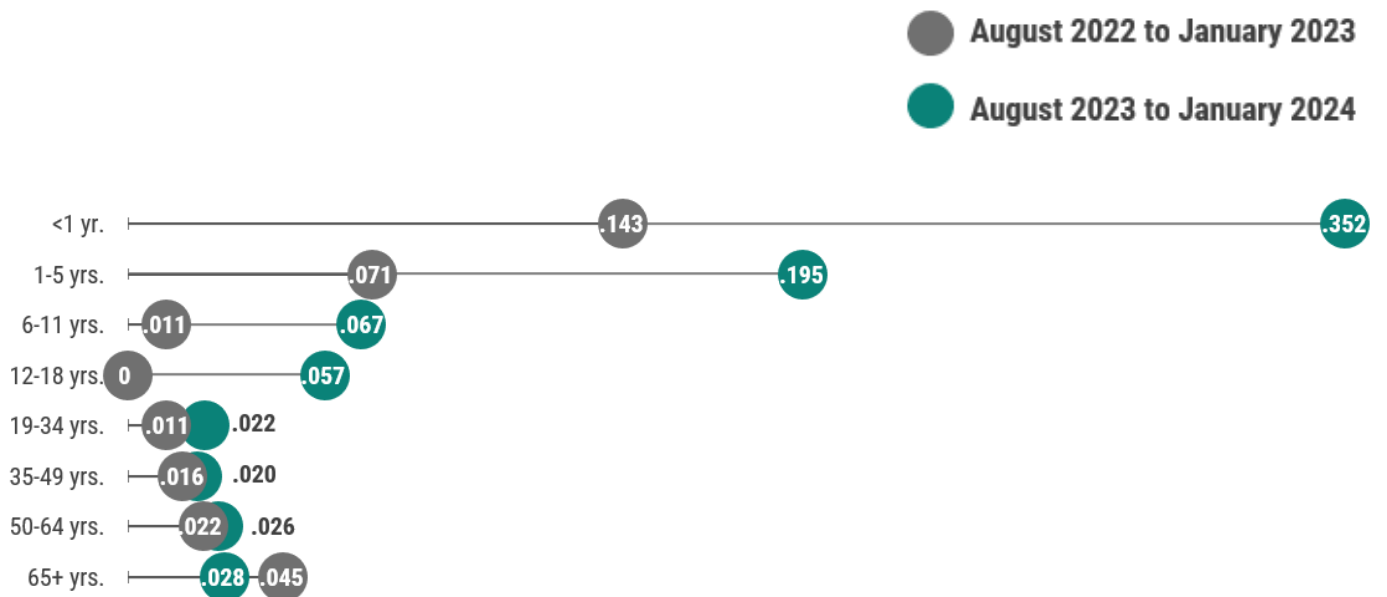 August 2022 to January 2023
August 2023 to January 2024
<1 yr. .143 .352
1-5 yrs. .071 .195
6-11 yrs. .011 .067
12-18 yrs. 0 .057
19-34 yrs. .011 .022
35-49 yrs. .016 .020
50-64 yrs. .022 .026
65+ yrs. .028 .045